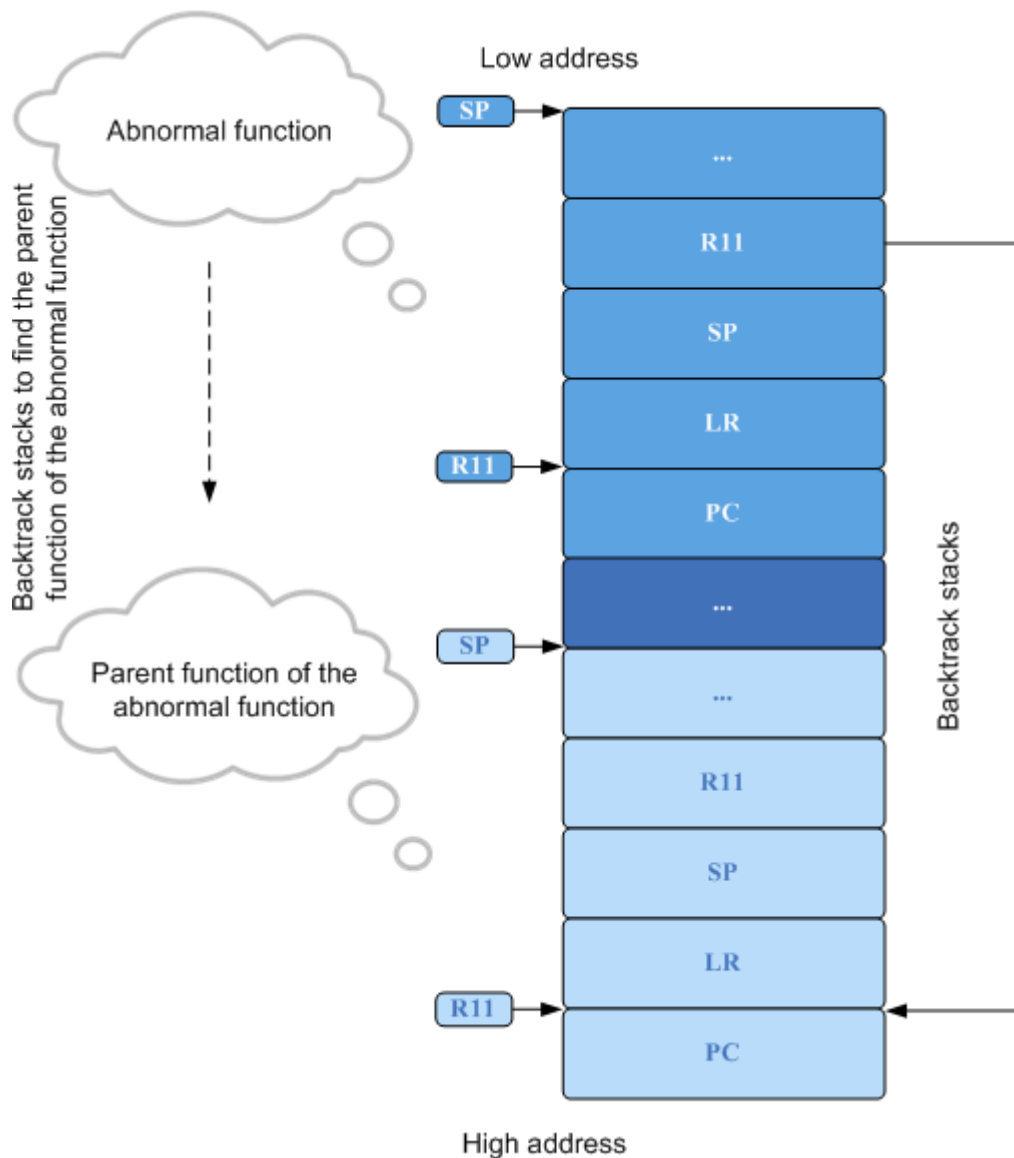 Low address
SP
Abnormal function
...
R11
SP
LR
R11
PC
Backtrack stacks to find the parent
function of the abnormal function
...
SP
Parent function of the
abnormal function
...
R11
SP
LR
R11
PC
Backtrack stacks
High address